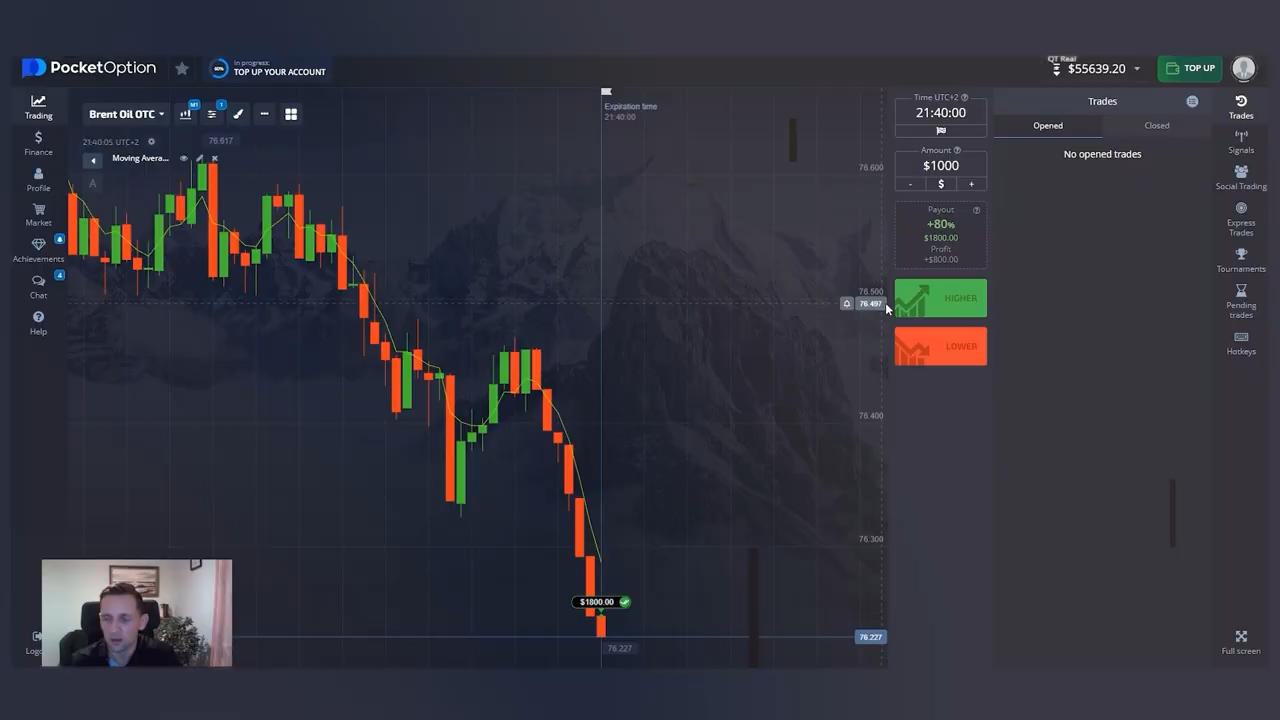 PocketOption
60%
In progress:
TOP UP YOUR ACCOUNT
QT Real
$55639.20
TOP UP
Trading
Finance
Profile
Market
Achievements
Chat
4
Help
Brent Oil OTC
M1
1
21:40:05 UTC+2
76.617
Moving Avera...
A
Expiration time
21:40:00
76.600
76.500
76.497
76.400
76.300
$1800.00
76.227
76.227
Time UTC+2
21:40:00
Amount
$1000
-
$
+
Payout
+80%
$1800.00
Profit
+$800.00
HIGHER
LOWER
Trades
Opened
Closed
No opened trades
Trades
Signals
Social Trading
Express
Trades
Tournaments
Pending
trades
Hotkeys
Full screen